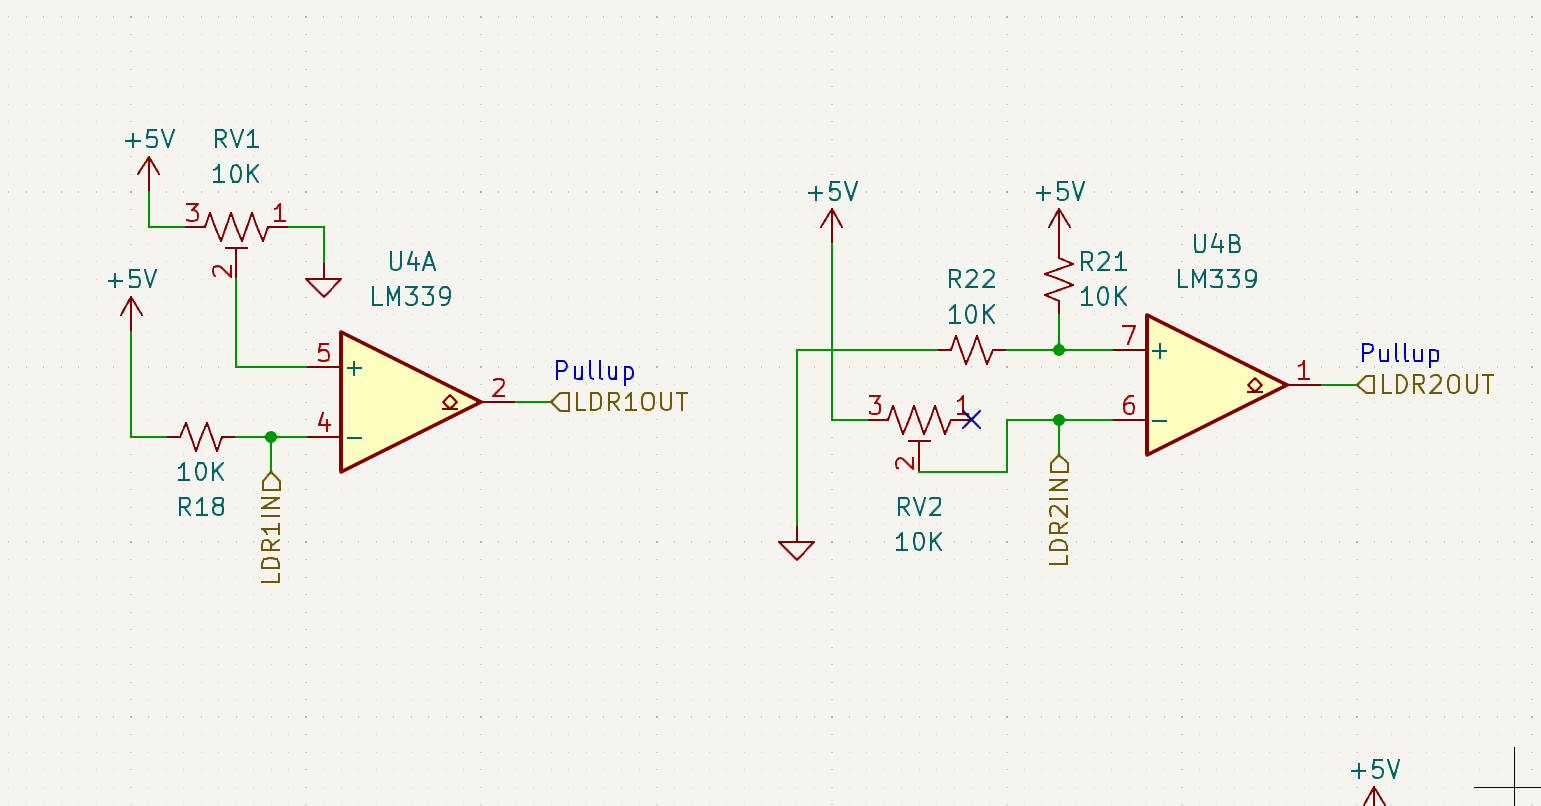 +5V
RV1
10K
3
1
2
+5V
U4A
LM339
5
+
4
−
2
Pullup
LDR1OUT
10K
R18
LDR1IN
+5V
+5V
R21
10K
R22
10K
U4B
LM339
7
+
6
−
1
Pullup
LDR2OUT
3
1
2
RV2
10K
LDR2IN
+5V